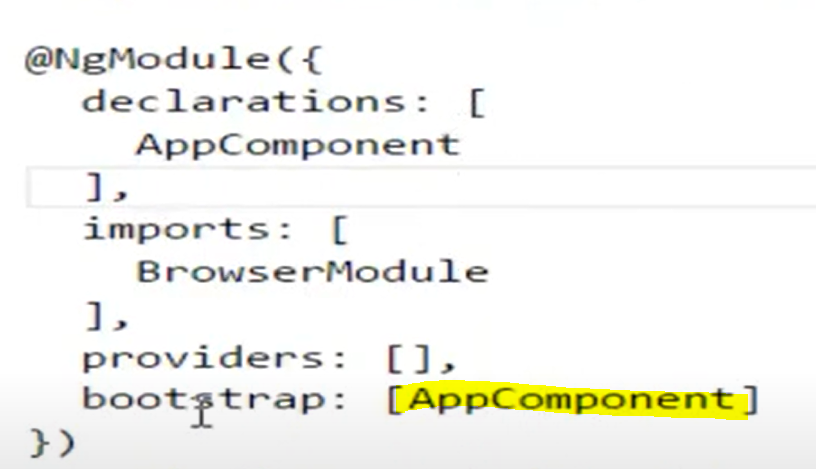 @NgModule({
declarations: [
AppComponent
],
imports: [
BrowserModule
],
providers: [],
bootstrap: [AppComponent]
})